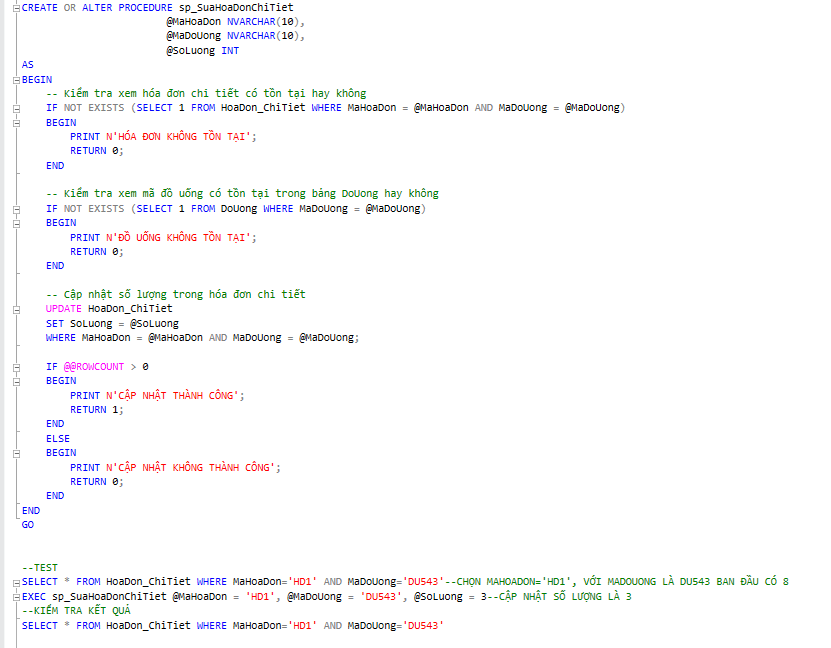 CREATE OR ALTER PROCEDURE sp_SuaHoaDonChiTiet
@MaHoaDon NVARCHAR(10),
@MaDoUong NVARCHAR(10),
@SoLuong INT
AS
BEGIN
-- Kiểm tra xem hóa đơn chi tiết có tồn tại hay không
IF NOT EXISTS (SELECT 1 FROM HoaDon_ChiTiet WHERE MaHoaDon = @MaHoaDon AND MaDoUong = @MaDoUong)
BEGIN
PRINT N'HÓA ĐƠN KHÔNG TỒN TẠI';
RETURN 0;
END
-- Kiểm tra xem mã đồ uống có tồn tại trong bảng DoUong hay không
IF NOT EXISTS (SELECT 1 FROM DoUong WHERE MaDoUong = @MaDoUong)
BEGIN
PRINT N'ĐỒ UỐNG KHÔNG TỒN TẠI';
RETURN 0;
END
-- Cập nhật số lượng trong hóa đơn chi tiết
UPDATE HoaDon_ChiTiet
SET SoLuong = @SoLuong
WHERE MaHoaDon = @MaHoaDon AND MaDoUong = @MaDoUong;
IF @@ROWCOUNT > 0
BEGIN
PRINT N'CẬP NHẬT THÀNH CÔNG';
RETURN 1;
END
ELSE
BEGIN
PRINT N'CẬP NHẬT KHÔNG THÀNH CÔNG';
RETURN 0;
END
END
GO
--TEST
SELECT * FROM HoaDon_ChiTiet WHERE MaHoaDon='HD1' AND MaDoUong='DU543'--CHỌN MAHOADON='HD1', VỚI MADOUONG LÀ DU543 BAN ĐẦU CÓ 8
EXEC sp_SuaHoaDonChiTiet @MaHoaDon = 'HD1', @MaDoUong = 'DU543', @SoLuong = 3--CẬP NHẬT SỐ LƯỢNG LÀ 3
--KIỂM TRA KẾT QUẢ
SELECT * FROM HoaDon_ChiTiet WHERE MaHoaDon='HD1' AND MaDoUong='DU543'